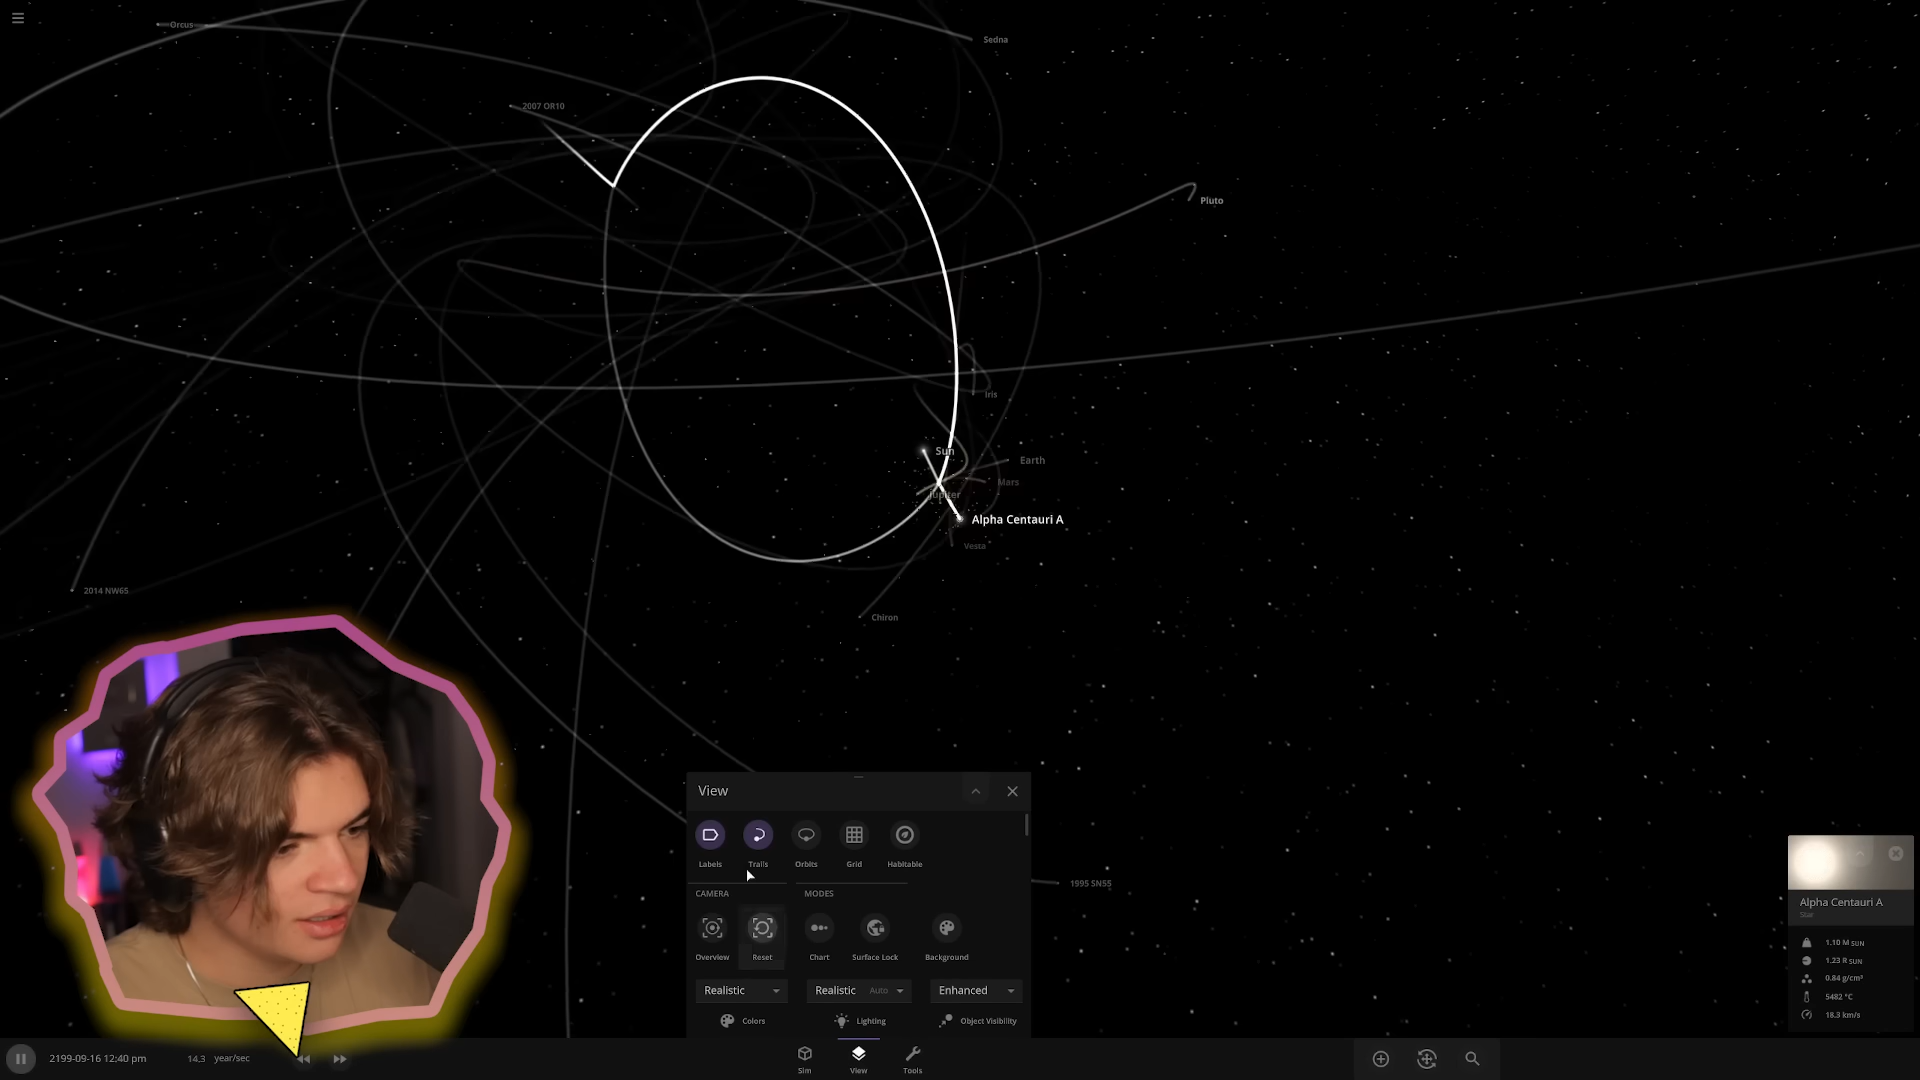 Orcus
Sedna
2007 OR10
Pluto
Iris
Sun
Earth
Mars
Jupiter
Alpha Centauri A
Vesta
2014 NW65
Chiron
View
Labels
Trails
Orbits
Grid
Habitable
CAMERA
MODES
1995 SN55
Overview
Reset
Chart
Surface Lock
Background
Realistic
Realistic Auto
Enhanced
Colors
Lighting
Object Visibility
Alpha Centauri A
Star
1.10 M SUN
1.23 R SUN
0.84 g/cm³
5482 °C
18.3 km/s
2199-09-16 12:40 pm
14.3 year/sec
Sim
View
Tools